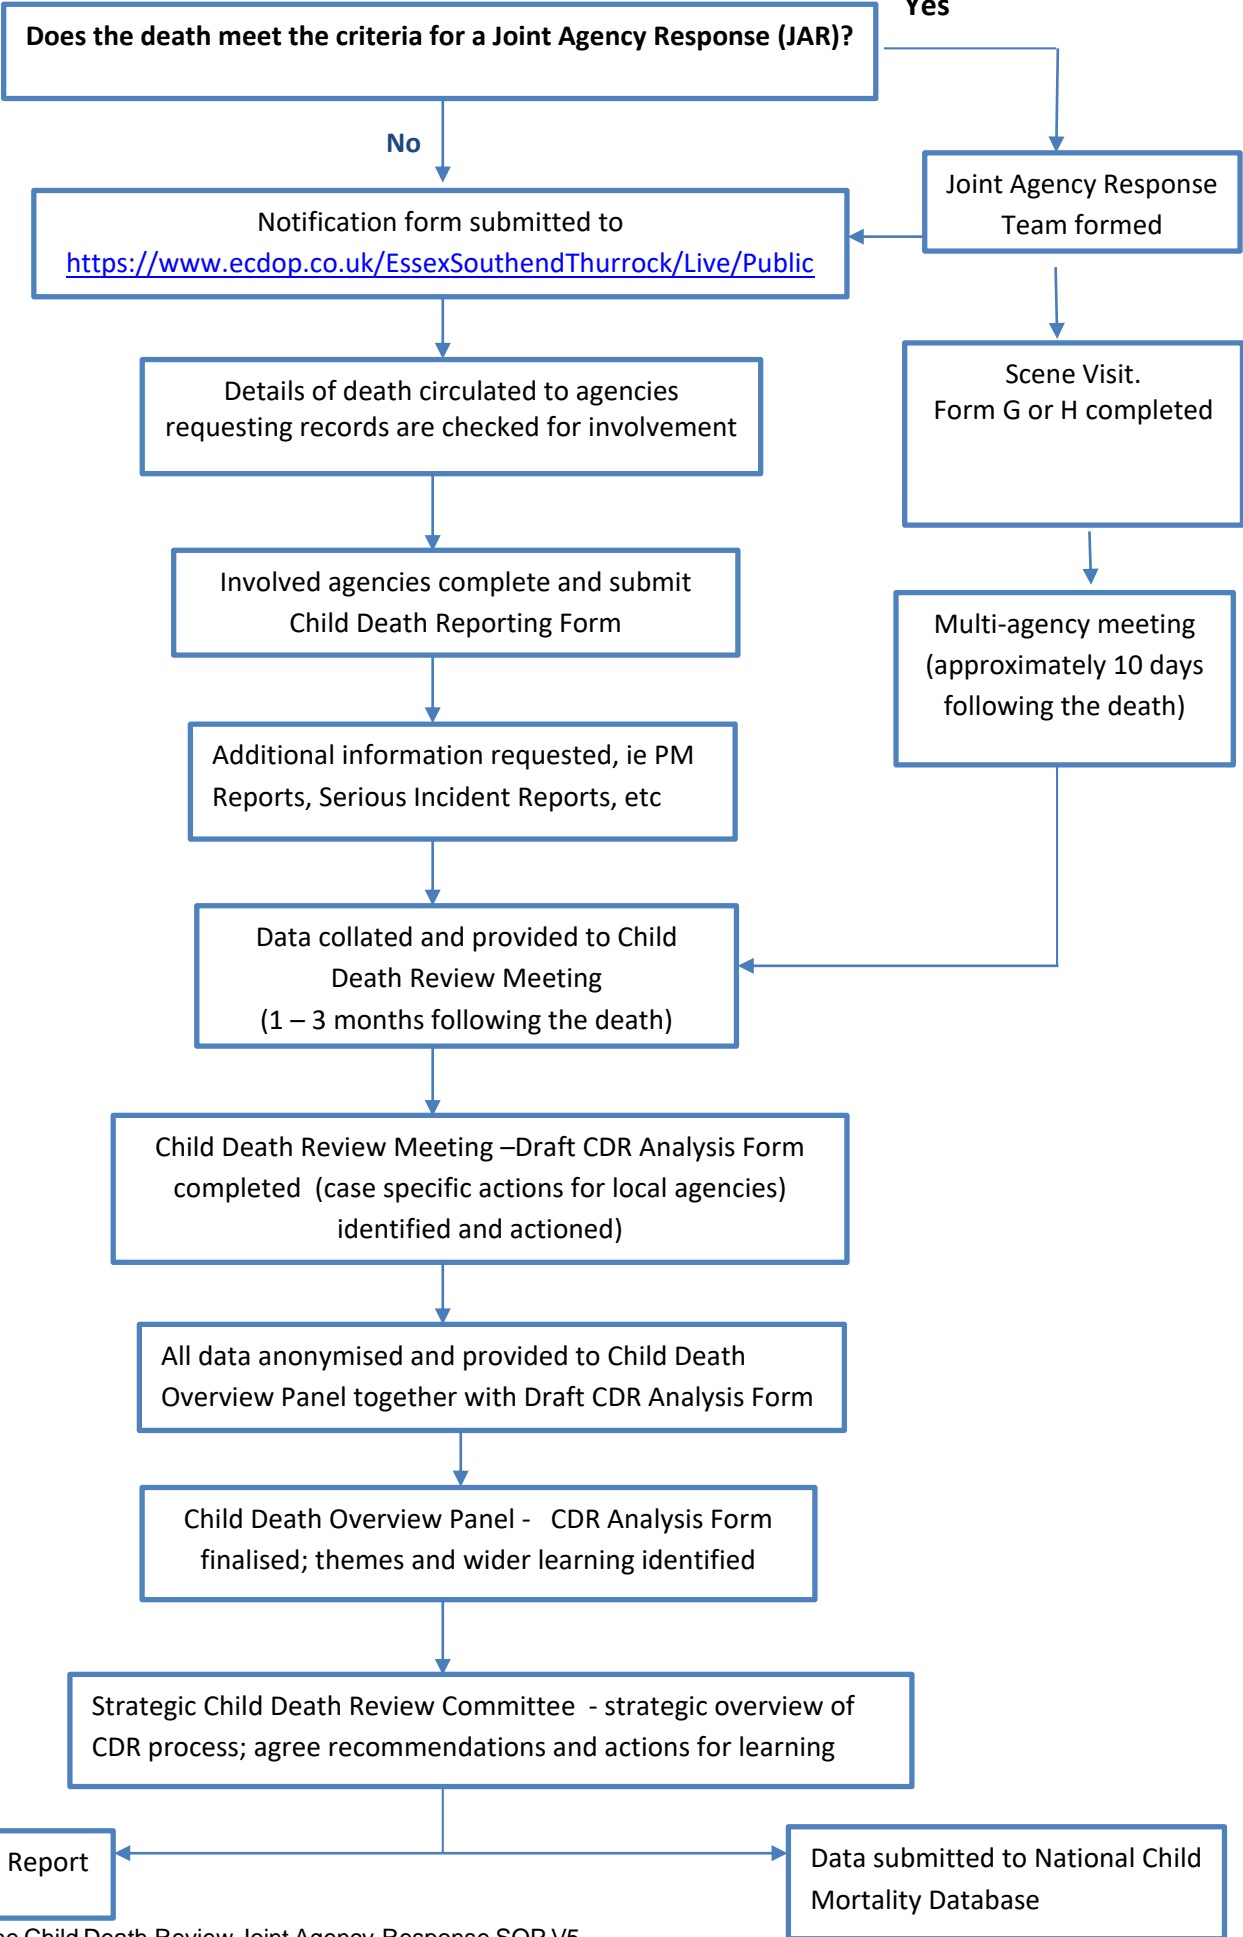 Yes
Does the death meet the criteria for a Joint Agency Response (JAR)?
No
Joint Agency Response
Team formed
Notification form submitted to
https://www.ecdop.co.uk/EssexSouthendThurrock/Live/Public
Scene Visit.
Form G or H completed
Details of death circulated to agencies
requesting records are checked for involvement
Involved agencies complete and submit
Child Death Reporting Form
Multi-agency meeting
(approximately 10 days
following the death)
Additional information requested, ie PM
Reports, Serious Incident Reports, etc
Data collated and provided to Child
Death Review Meeting
(1 – 3 months following the death)
Child Death Review Meeting –Draft CDR Analysis Form
completed  (case specific actions for local agencies)
identified and actioned)
All data anonymised and provided to Child Death
Overview Panel together with Draft CDR Analysis Form
Child Death Overview Panel -   CDR Analysis Form
finalised; themes and wider learning identified
Strategic Child Death Review Committee  - strategic overview of
CDR process; agree recommendations and actions for learning
Report
Data submitted to National Child
Mortality Database
Child Death Review Joint Agency Response SOP V5